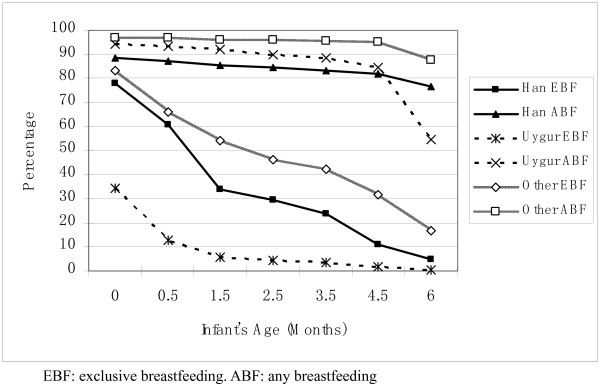 100
90
80
70
60
50
40
30
20
10
0
Percentage
0 0.5 1.5 2.5 3.5 4.5 6
Infant's Age (Months)
Han EBF
Han ABF
Uygur EBF
Uygur ABF
Other EBF
Other ABF
EBF: exclusive breastfeeding. ABF: any breastfeeding